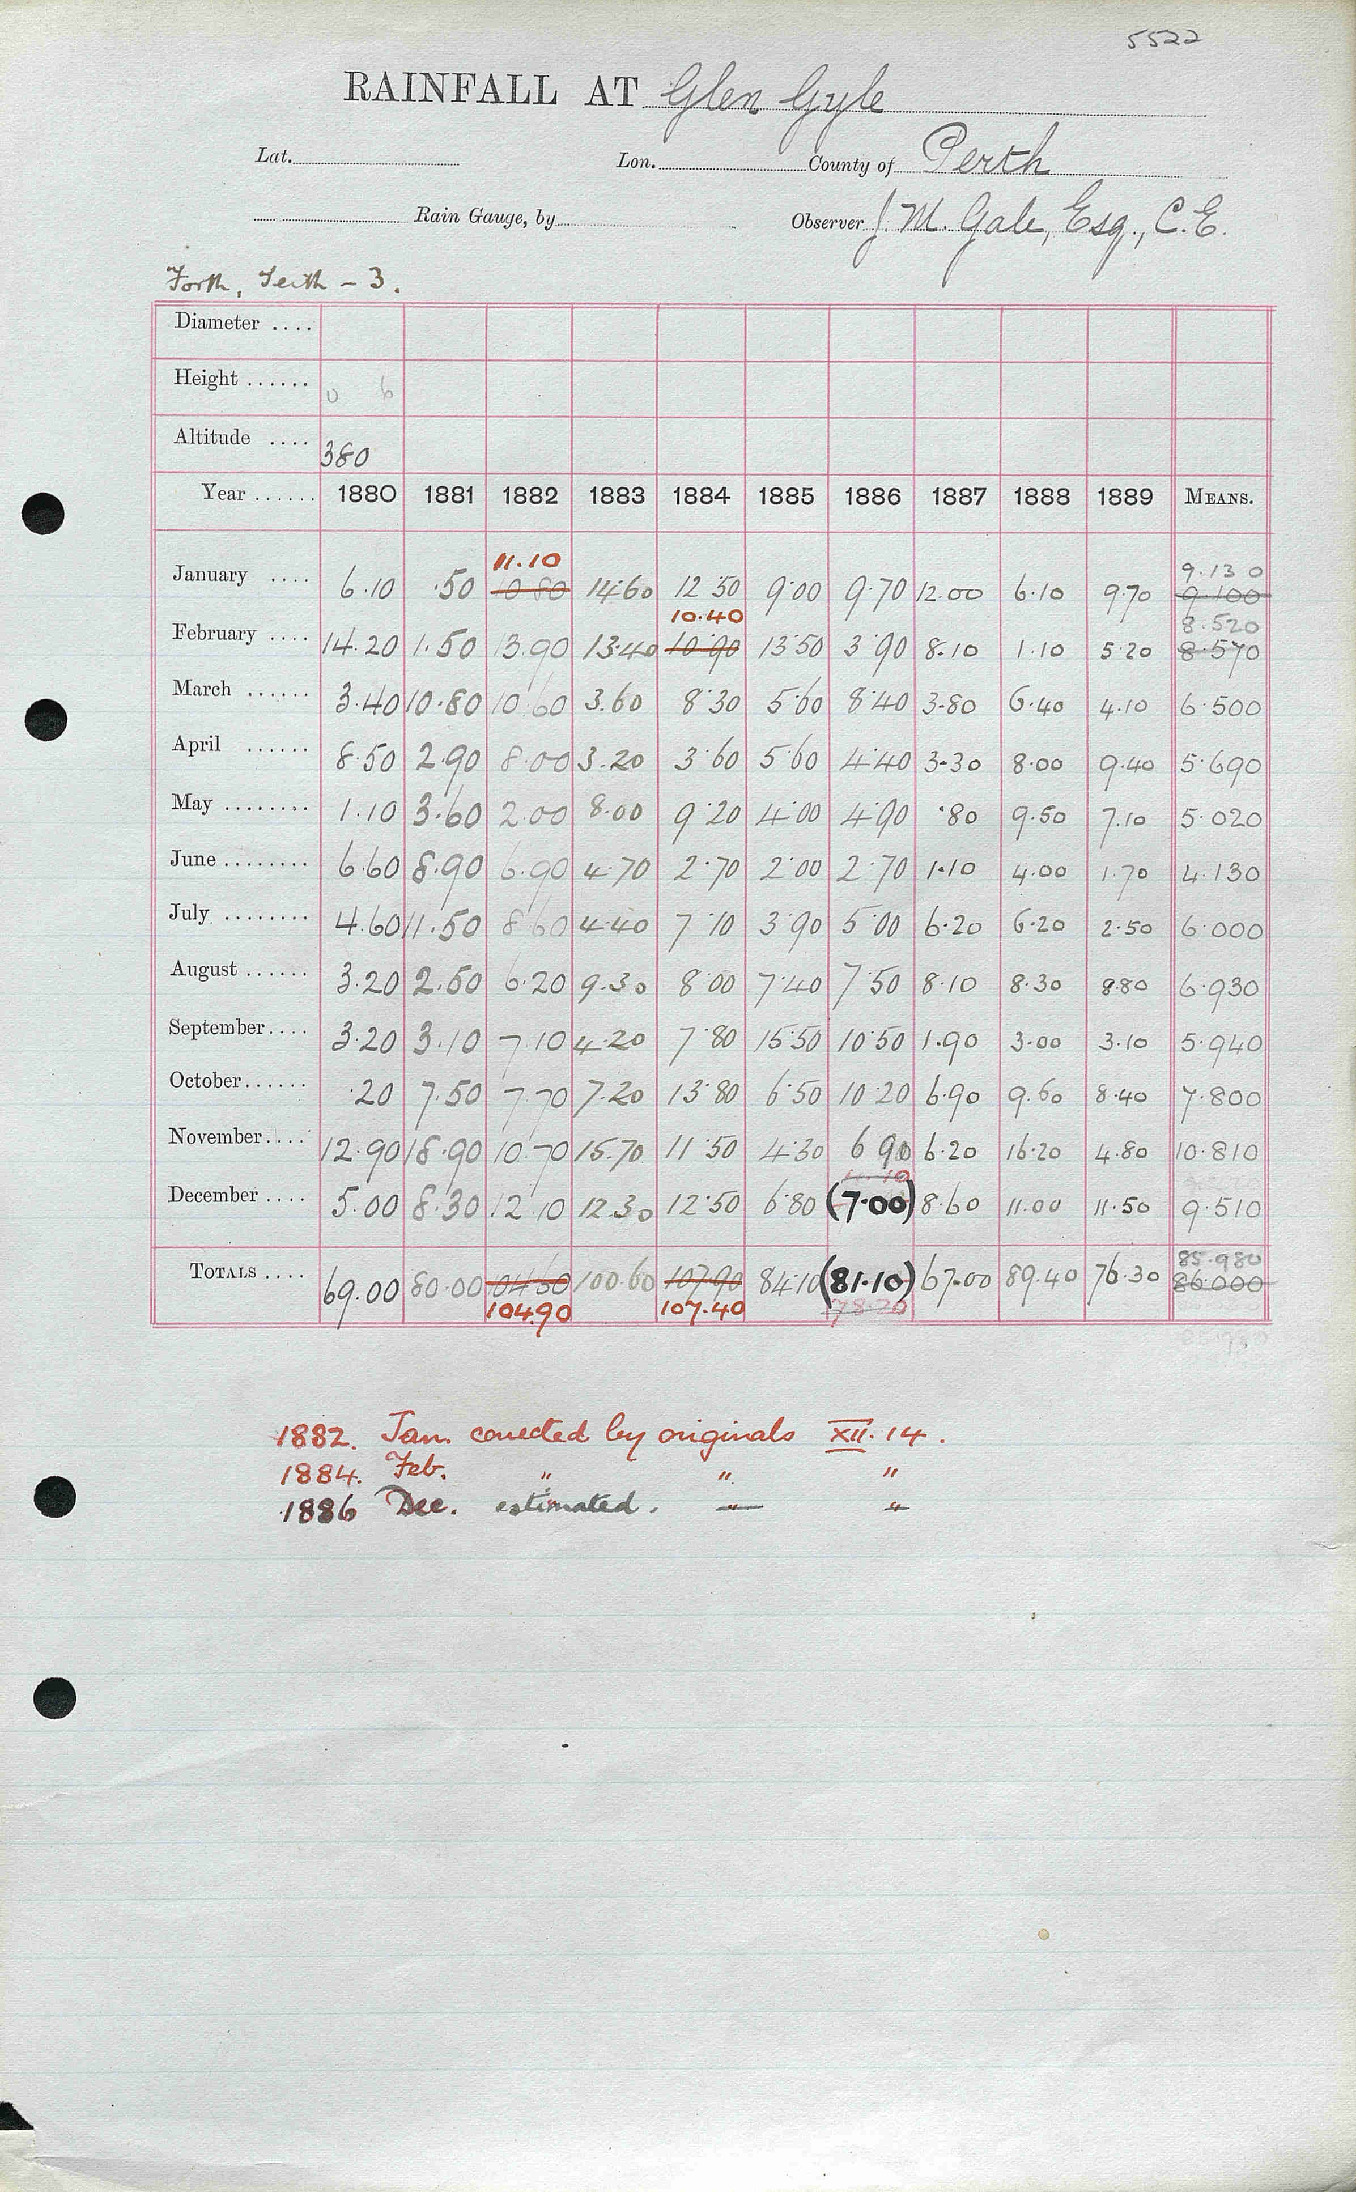 5522
RAINFALL AT Glen Gyle
Lat. Lon. County of Perth
Rain Gauge, by Observer J. M. Gale, Esq., C.E.
Forth, Teith - 3.
Diameter ....
Height ...... 0 6
Altitude .... 380
Year ...... 1880 1881 1882 1883 1884 1885 1886 1887 1888 1889 MEANS.
11.10 9.130
January .... 6.10 .50 10.80 14.60 12.50 9.00 9.70 12.00 6.10 9.70 9.100
10.40 8.520
February .... 14.20 1.50 13.90 13.40 10.90 13.50 3.90 8.10 1.10 5.20 8.570
March ...... 3.40 10.80 10.60 3.60 8.30 5.60 8.40 3.80 6.40 4.10 6.500
April ...... 8.50 2.90 8.00 3.20 3.60 5.60 4.40 3.30 8.00 9.40 5.690
May ........ 1.10 3.60 2.00 8.00 9.20 4.00 4.90 .80 9.50 7.10 5.020
June ........ 6.60 8.90 6.90 4.70 2.70 2.00 2.70 1.10 4.00 1.70 4.130
July ........ 4.60 11.50 8.60 4.40 7.10 3.90 5.00 6.20 6.20 2.50 6.000
August ...... 3.20 2.50 6.20 9.30 8.00 7.40 7.50 8.10 8.30 8.80 6.930
September .... 3.20 3.10 7.10 4.20 7.80 15.50 10.50 1.90 3.00 3.10 5.940
October ...... .20 7.50 7.70 7.20 13.80 6.50 10.20 6.90 9.60 8.40 7.800
November .... 12.90 18.90 10.70 15.70 11.50 4.30 6.90 6.20 16.20 4.80 10.810
December .... 5.00 8.30 12.10 12.30 12.50 6.80 (7.00) 8.60 11.00 11.50 9.510
85.980
TOTALS .... 69.00 80.00 104.60 100.60 107.90 84.10 (81.10) 67.00 89.40 76.30 86.000
104.90 107.40 78.20
1882. Jan. corrected by originals XII.14.
1884. Feb. " " "
1886 Dec. estimated. " "